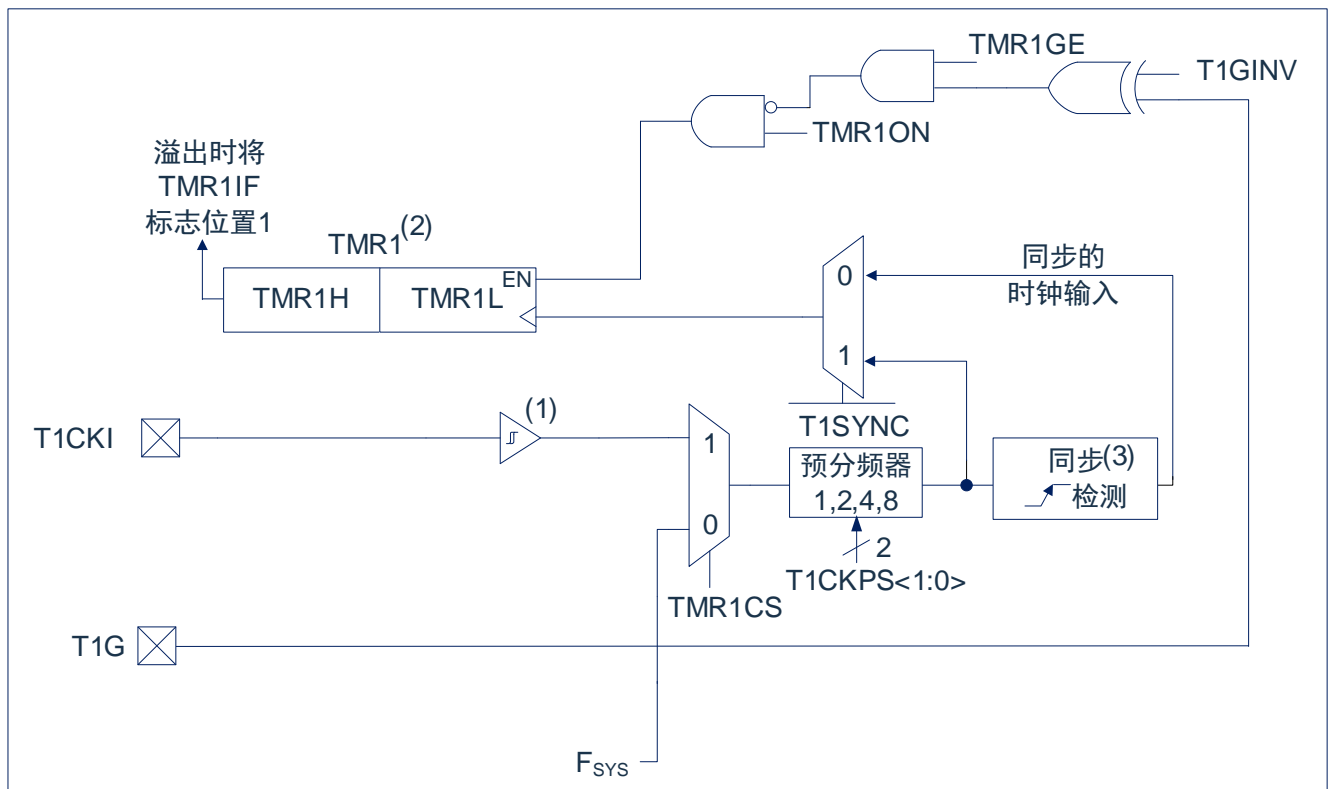 TMR1GE
T1GINV
TMR1ON
溢出时将
TMR1IF
标志位置1
TMR1(2)
EN
TMR1H
TMR1L
0
1
同步的
时钟输入
T1SYNC
T1CKI
(1)
1
0
预分频器
1,2,4,8
同步(3)
检测
2
T1CKPS<1:0>
TMR1CS
T1G
FSYS